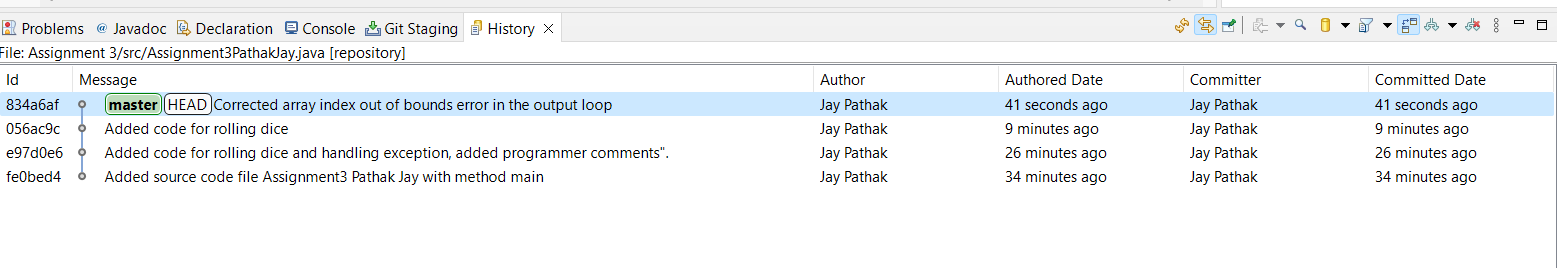 Problems @ Javadoc Declaration Console Git Staging History
File: Assignment 3/src/Assignment3PathakJay.java [repository]
Id Message Author Authored Date Committer Committed Date
834a6af master HEAD Corrected array index out of bounds error in the output loop Jay Pathak 41 seconds ago Jay Pathak 41 seconds ago
056ac9c Added code for rolling dice Jay Pathak 9 minutes ago Jay Pathak 9 minutes ago
e97d0e6 Added code for rolling dice and handling exception, added programmer comments". Jay Pathak 26 minutes ago Jay Pathak 26 minutes ago
fe0bed4 Added source code file Assignment3 Pathak Jay with method main Jay Pathak 34 minutes ago Jay Pathak 34 minutes ago